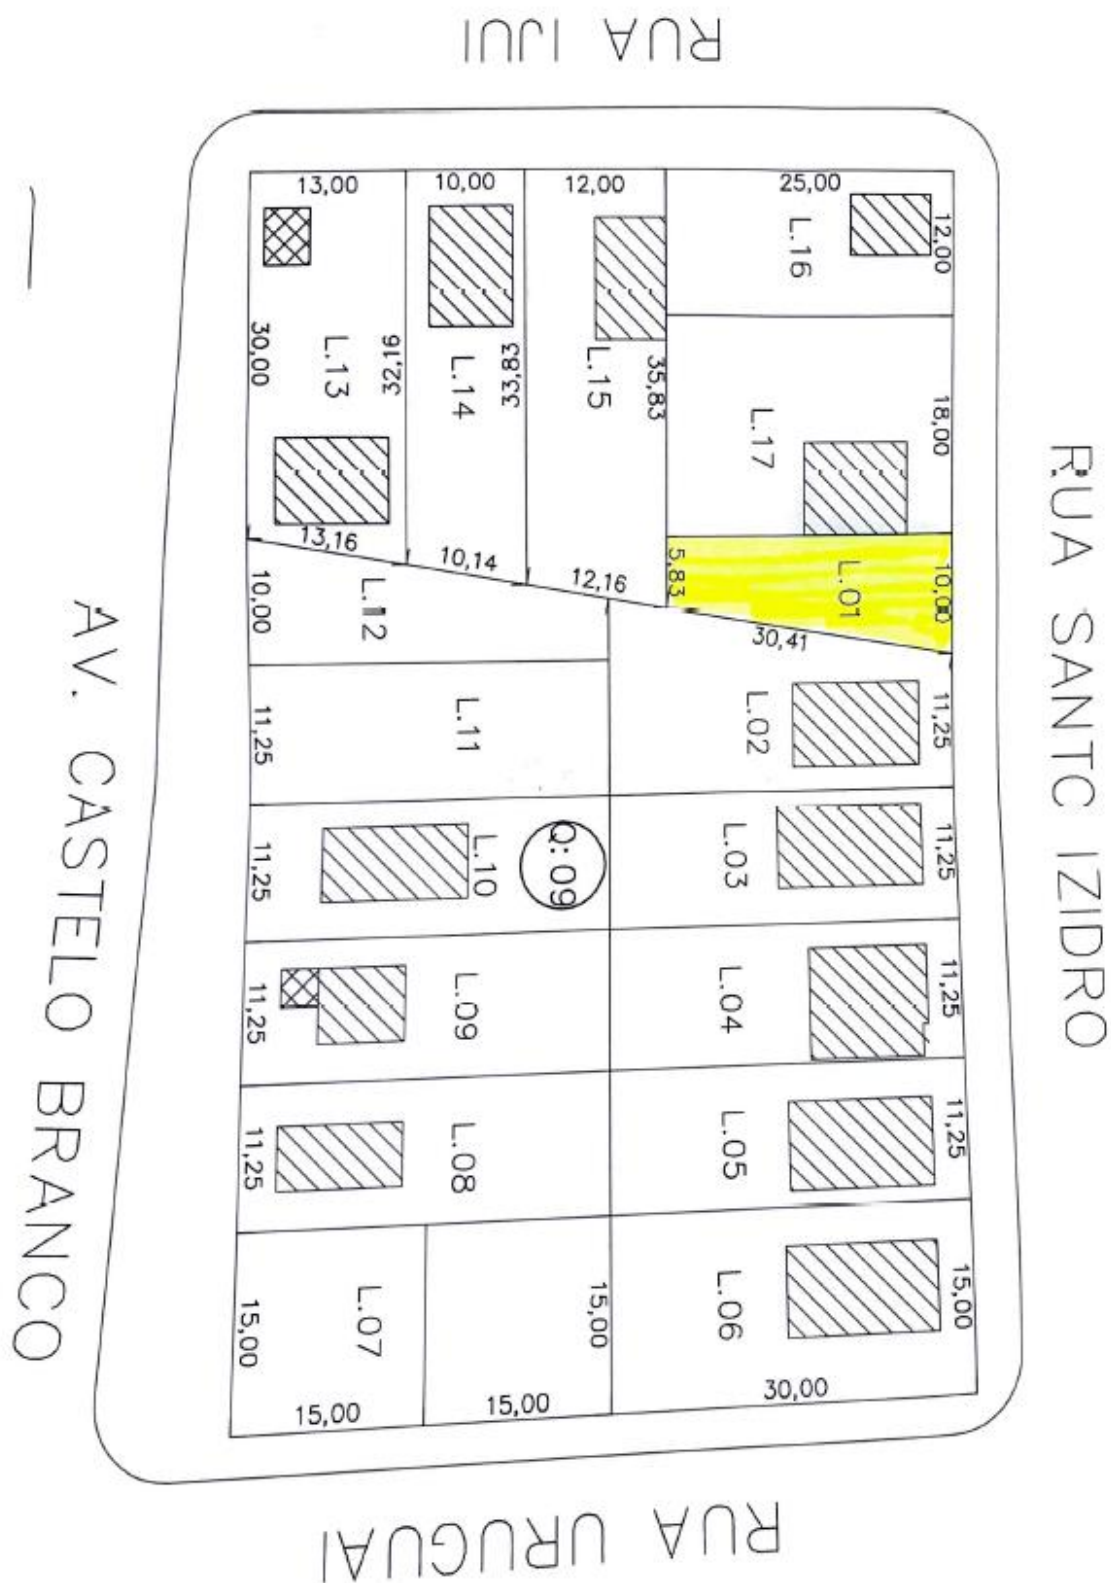 RUA IJUI
13,00
10,00
12,00
25,00
12,00
L.16
30,00
L.13
32,16
L.14
33,83
L.15
35,83
L.17
18,00
13,16
10,14
12,16
5,83
L.01
10,00
30,41
10,00
L.12
L.02
11,25
11,25
L.11
11,25
L.10
Q:09
L.03
11,25
11,25
L.09
L.04
11,25
11,25
L.08
L.05
11,25
15,00
L.07
15,00
L.06
15,00
15,00
15,00
30,00
RUA SANTC IZIDRO
AV. CASTELO BRANCO
RUA URUGUAI